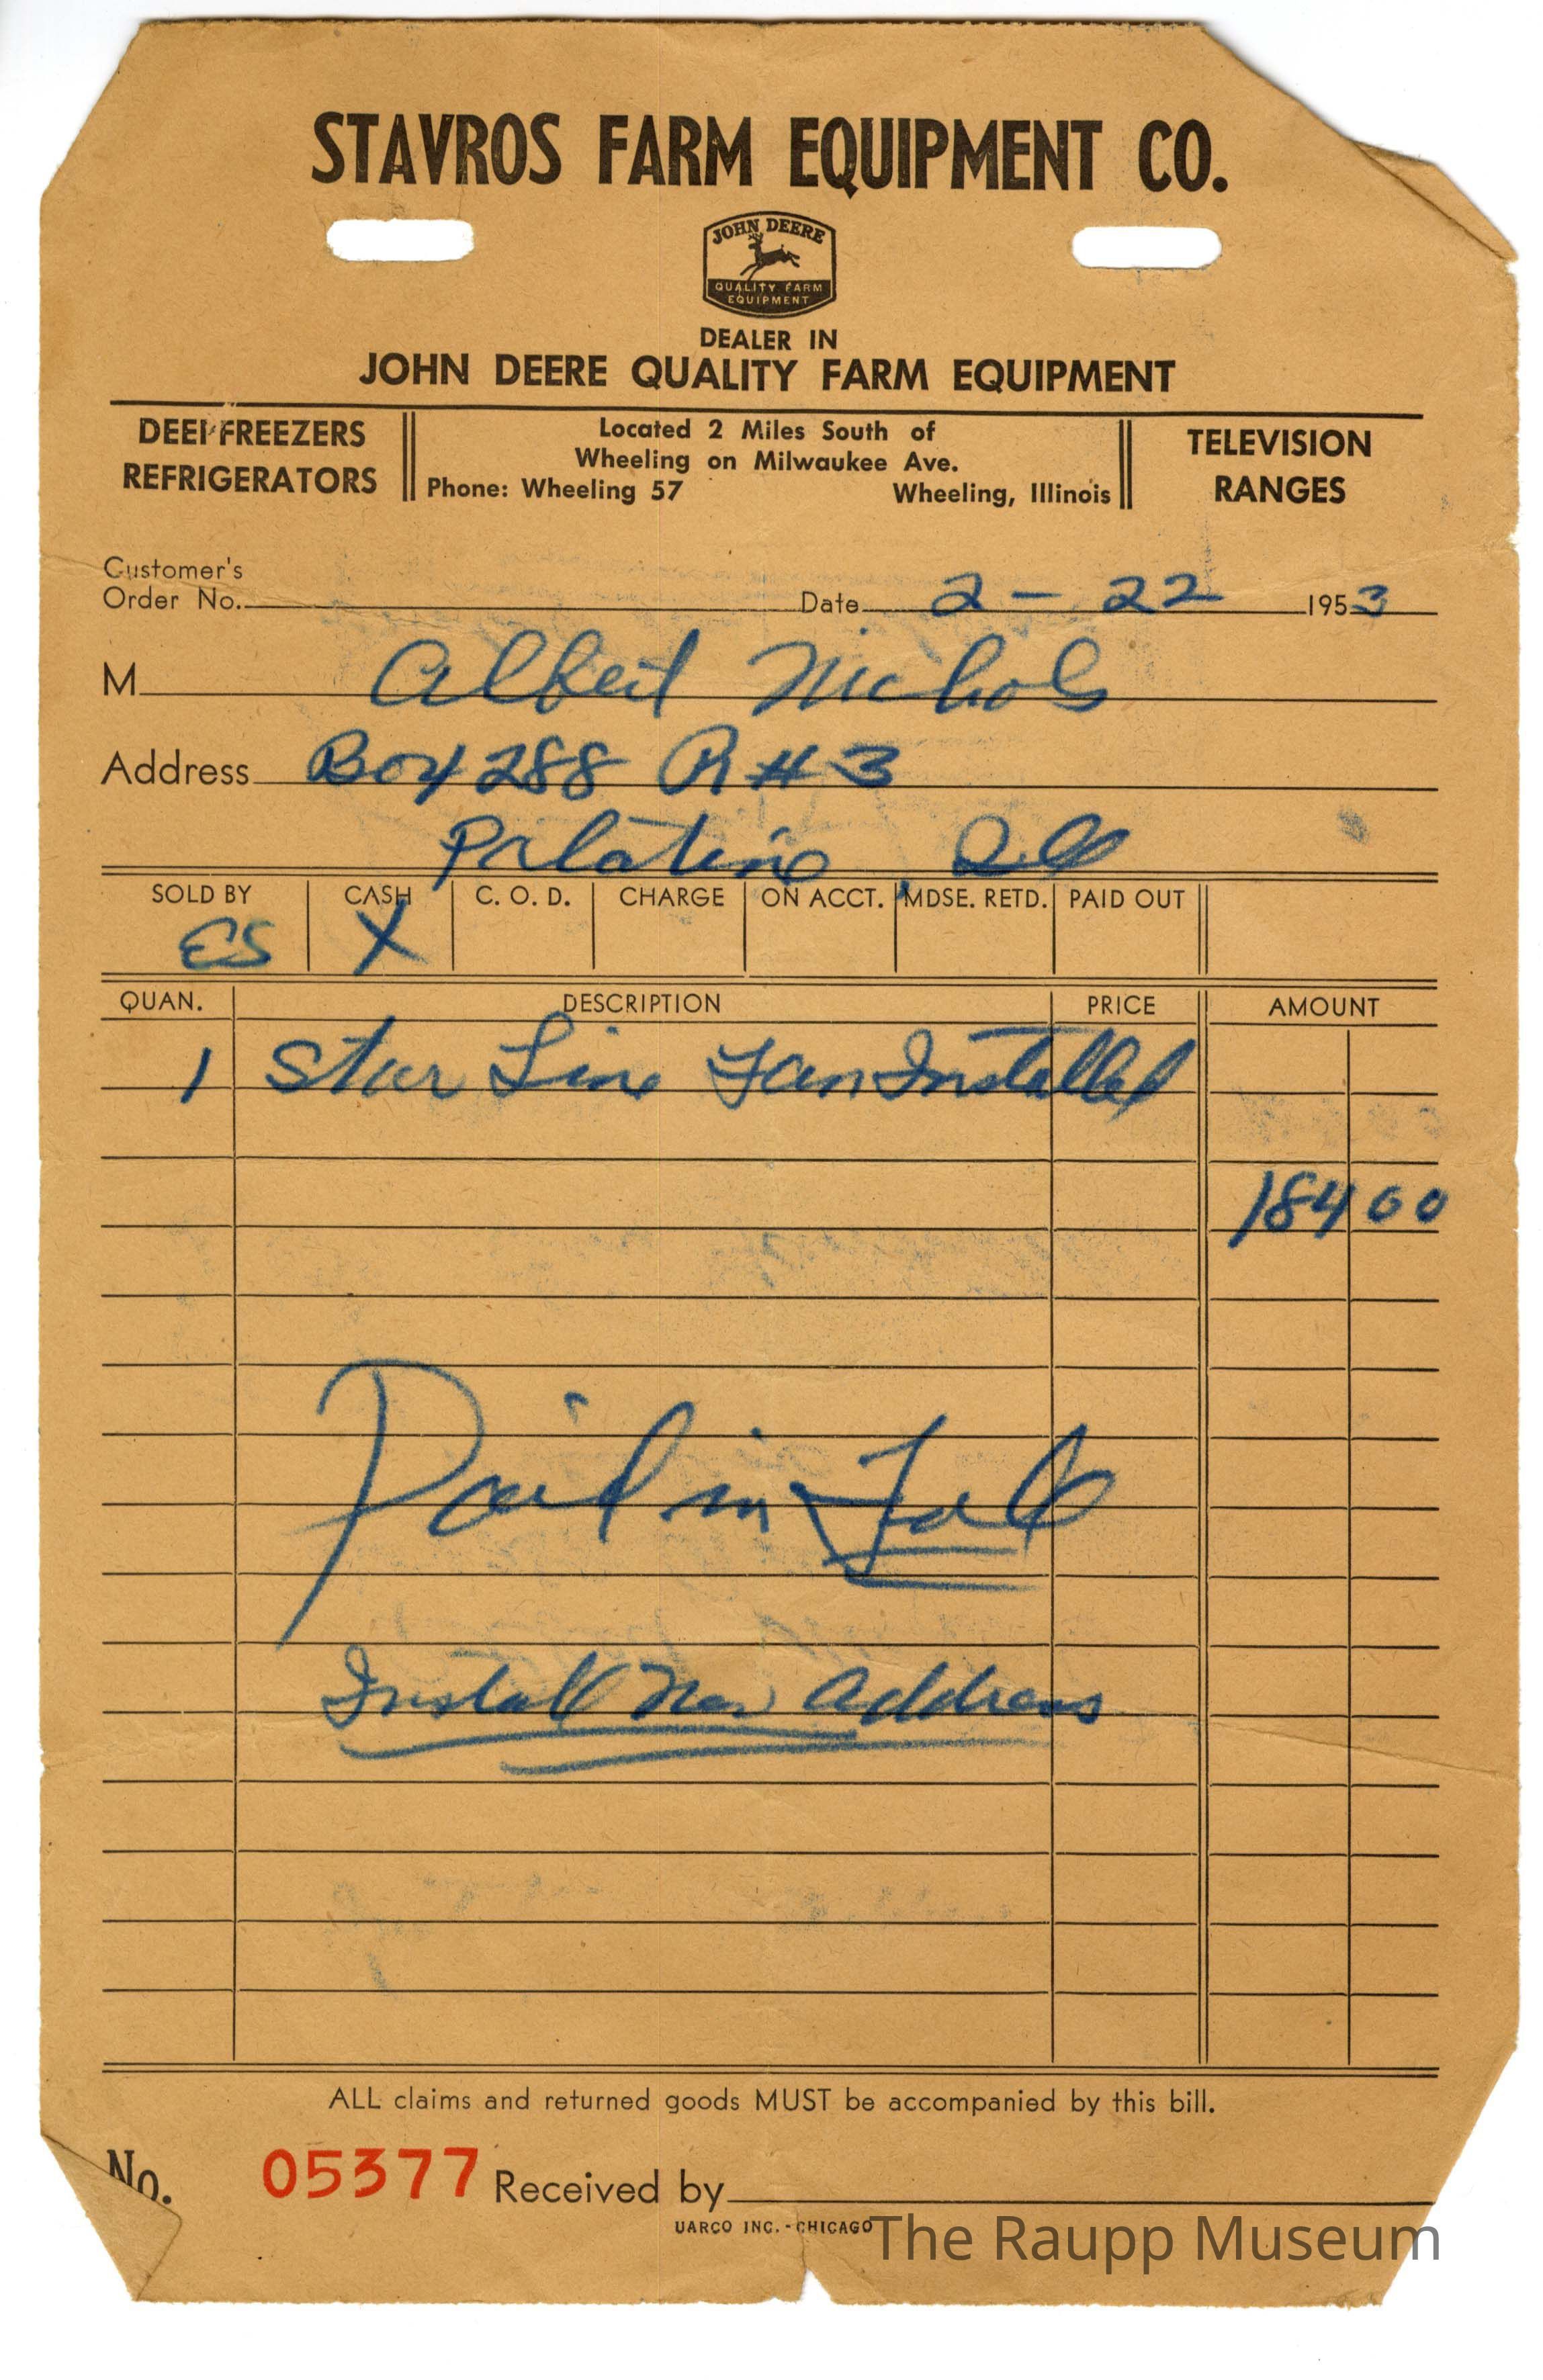 STAVROS FARM EQUIPMENT CO.
JOHN DEERE
QUALITY FARM
EQUIPMENT
DEALER IN
JOHN DEERE QUALITY FARM EQUIPMENT
DEEP FREEZERS
REFRIGERATORS
Located 2 Miles South of
Wheeling on Milwaukee Ave.
Phone: Wheeling 57 Wheeling, Illinois
TELEVISION
RANGES
Customer's
Order No. Date 2 - 22 1953
M Albert Nichols
Address Box 288 R # 3
Palatine, Ill
SOLD BY CASH C. O. D. CHARGE ON ACCT. MDSE. RETD. PAID OUT
ES X
QUAN. DESCRIPTION PRICE AMOUNT
1 Star Line Fan Installed
184 00
Paid in Full
Install New Address
ALL claims and returned goods MUST be accompanied by this bill.
No. 05377 Received by
UARCO INC. - CHICAGO
The Raupp Museum